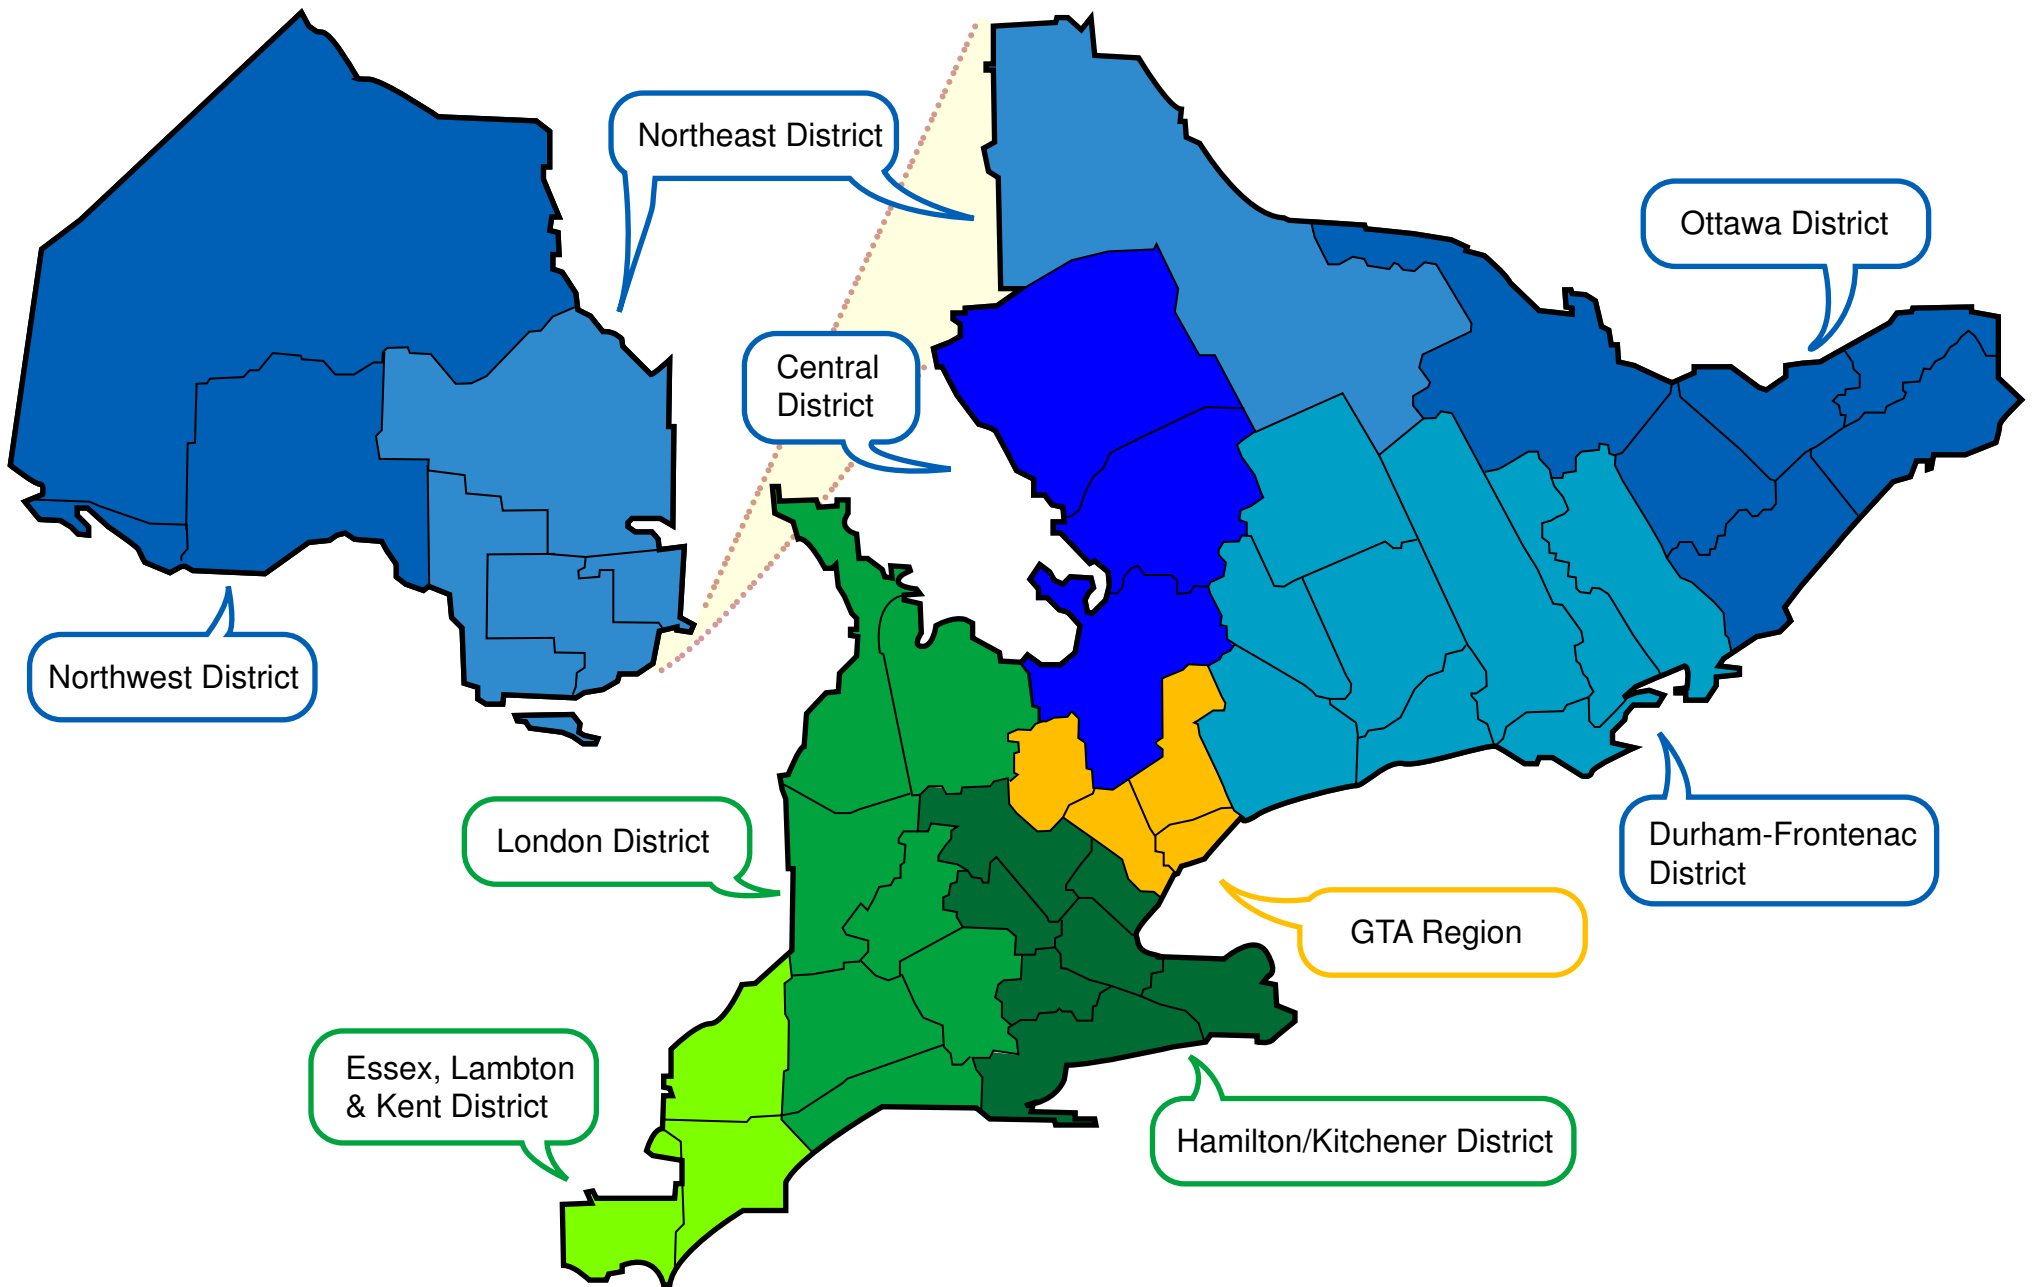 Northeast District
Ottawa District
Central
District
Northwest District
London District
Durham-Frontenac
District
GTA Region
Essex, Lambton
& Kent District
Hamilton/Kitchener District